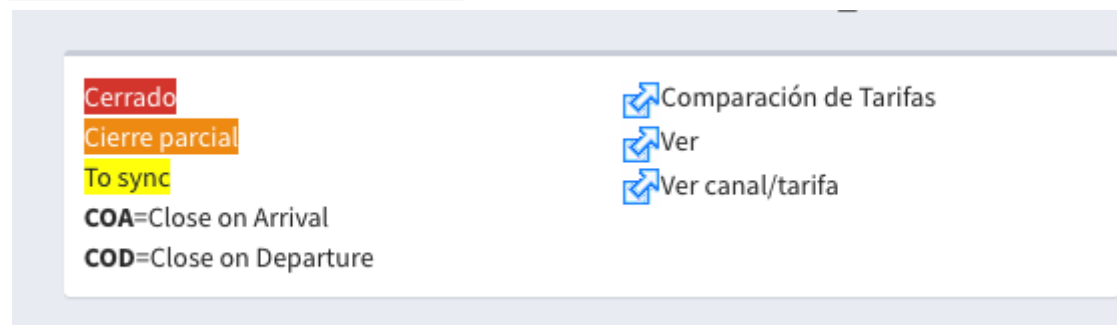 Cerrado
Cierre parcial
To sync
COA=Close on Arrival
COD=Close on Departure
Comparación de Tarifas
Ver
Ver canal/tarifa